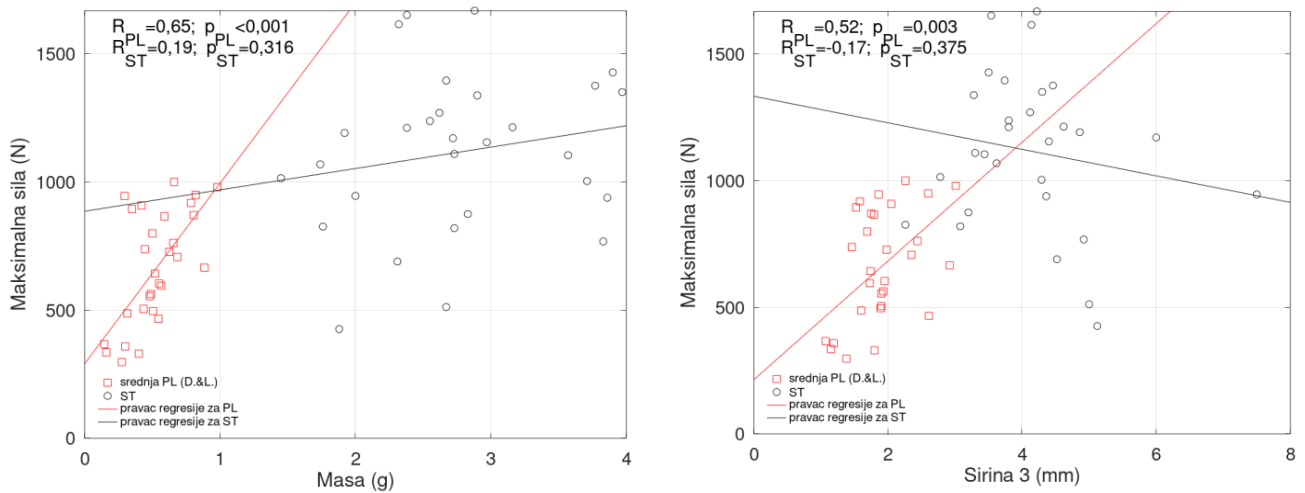 R_PL=0,65; p_PL<0,001
R_ST=0,19; p_ST=0,316
1500
1000
500
0
Maksimalna sila (N)
srednja PL (D.&L.)
ST
pravac regresije za PL
pravac regresije za ST
0 1 2 3 4
Masa (g)
R_PL=0,52; p_PL=0,003
R_ST=-0,17; p_ST=0,375
1500
1000
500
0
Maksimalna sila (N)
srednja PL (D.&L.)
ST
pravac regresije za PL
pravac regresije za ST
0 2 4 6 8
Sirina 3 (mm)